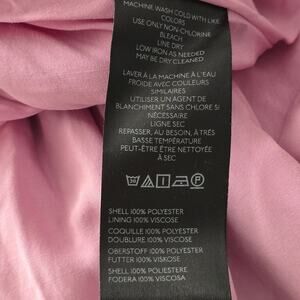 MACHINE WASH COLD WITH LIKE
COLORS
USE ONLY NON-CHLORINE
BLEACH
LINE DRY
LOW IRON AS NEEDED
MAY BE DRY CLEANED
LAVER À LA MACHINE À L'EAU
FROIDE AVEC COULEURS
SIMILAIRES
UTILISER UN AGENT DE
BLANCHIMENT SANS CHLORE SI
NÉCESSAIRE
LIGNE SEC
REPASSER, AU BESOIN, À TRÈS
BASSE TEMPÉRATURE
PEUT-ÊTRE ÊTRE NETTOYÉE
À SEC
SHELL 100% POLYESTER
LINING 100% VISCOSE
COQUILLE 100% POLYESTER
DOUBLURE 100% VISCOSE
OBERSTOFF 100% POLYESTER
FUTTER 100% VISKOSE
SHELL 100% POLIESTERE
FODERA 100% VISCOSA